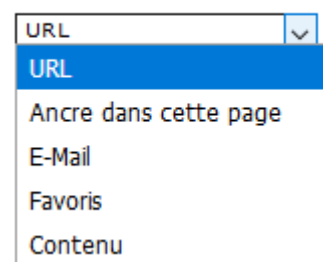 URL
URL
Ancre dans cette page
E-Mail
Favoris
Contenu